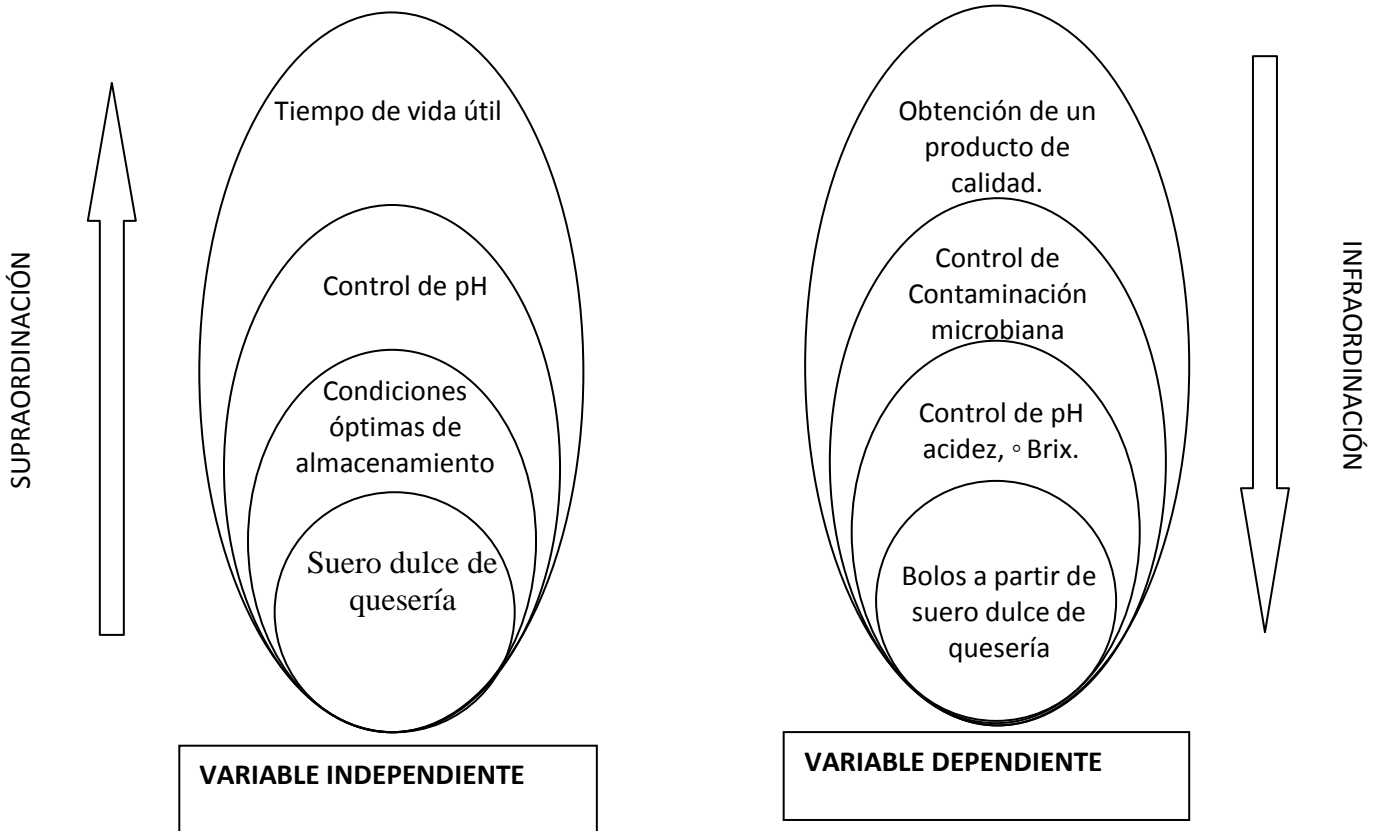 SUPRAORDINACIÓN
Tiempo de vida útil
Control de pH
Condiciones
óptimas de
almacenamiento
Suero dulce de
quesería
VARIABLE INDEPENDIENTE
Obtención de un
producto de
calidad.
Control de
Contaminación
microbiana
Control de pH
acidez, ◦ Brix.
Bolos a partir de
suero dulce de
quesería
VARIABLE DEPENDIENTE
INFRAORDINACIÓN